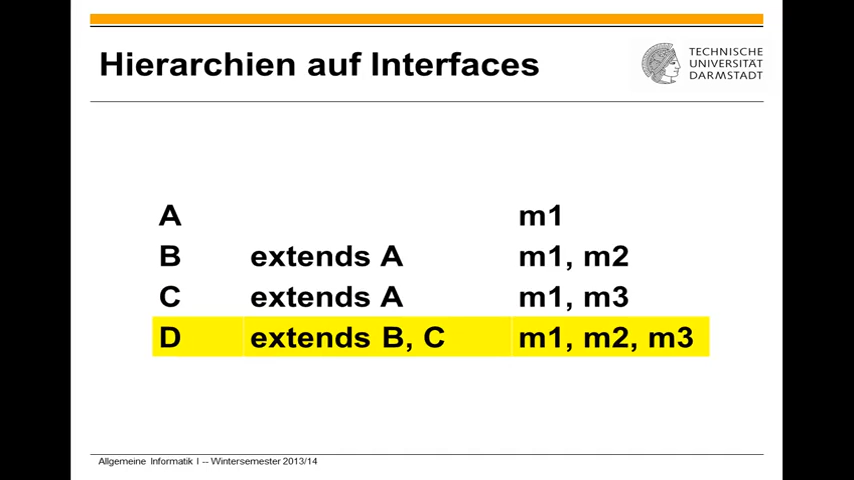 Hierarchien auf Interfaces
TECHNISCHE
UNIVERSITÄT
DARMSTADT
A m1
B extends A m1, m2
C extends A m1, m3
D extends B, C m1, m2, m3
Allgemeine Informatik I -- Wintersemester 2013/14